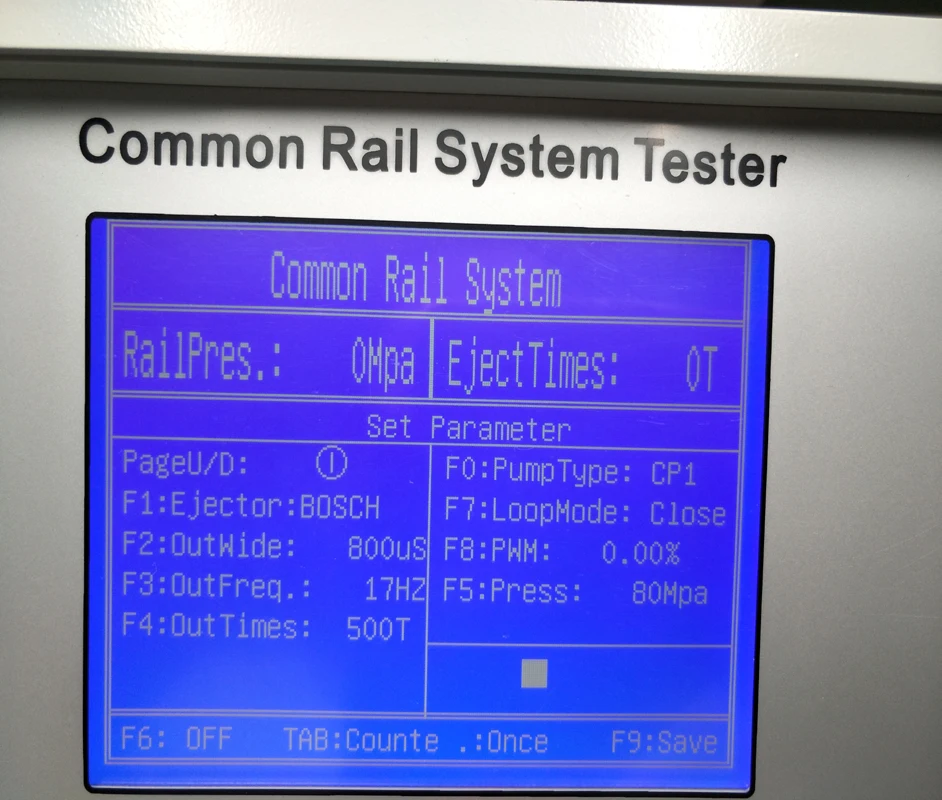 Common Rail System Tester
Common Rail System
RailPres.: 0Mpa EjectTimes: 0T
Set Parameter
PageU/D: ① F0:PumpType: CP1
F1:Ejector:BOSCH F7:LoopMode: Close
F2:OutWide: 800uS F8:PWM: 0.00%
F3:OutFreq.: 17HZ F5:Press: 80Mpa
F4:OutTimes: 500T
F6: OFF TAB:Counte .:Once F9:Save